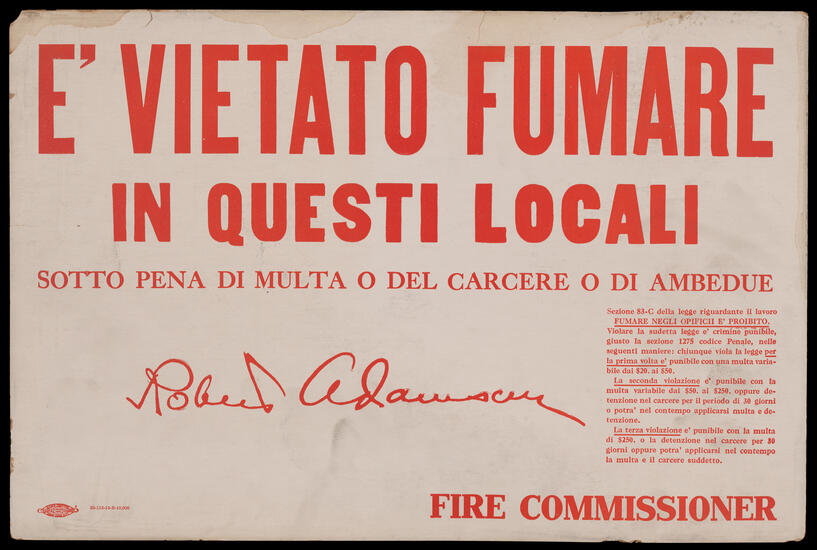 E' VIETATO FUMARE
IN QUESTI LOCALI
SOTTO PENA DI MULTA O DEL CARCERE O DI AMBEDUE
Sezione 83-C della legge riguardante il lavoro
FUMARE NEGLI OPIFICII E' PROIBITO.
Violare la sudetta legge e' crimine punibile,
giusto la sezione 1275 codice Penale, nelle
seguenti maniere: chiunque viola la legge per
la prima volta e' punibile con una multa varia-
bile dai $20. ai $50.
La seconda violazione e' punibile con la
multa variabile dai $50. ai $250. oppure de-
tenzione nel carcere per il periodo di 30 giorni
o potra' nel contempo applicarsi multa e de-
tenzione.
La terza violazione e' punibile con la multa
di $250. o la detenzione nel carcere per 30
giorni oppure potra' applicarsi nel contempo
la multa e il carcere suddetto.
Robert Adamson
FIRE COMMISSIONER